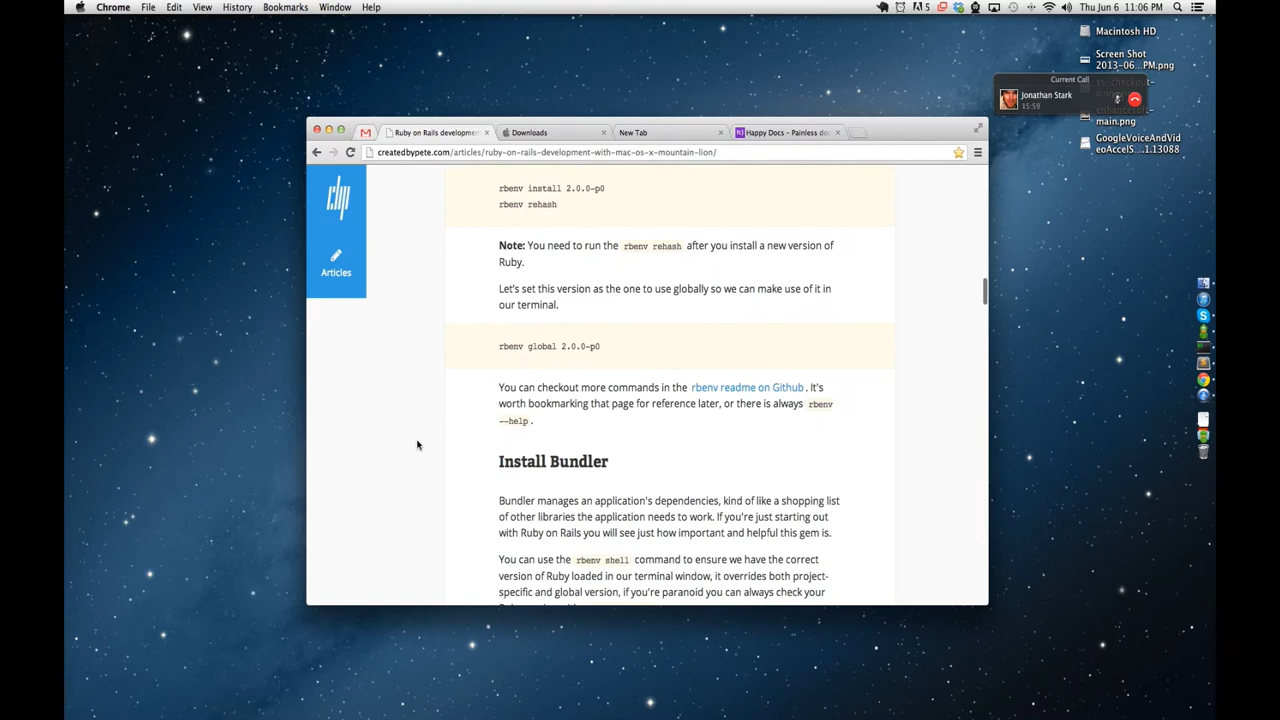 Chrome File Edit View History Bookmarks Window Help
5 Thu Jun 6 11:06 PM
Macintosh HD
Screen Shot
2013-06...PM.png
Current Call
Jonathan Stark
15:59
main.png
GoogleVoiceAndVid
eoAccelS...1.13088
Ruby on Rails developmen
Downloads
New Tab
Happy Docs – Painless do
createdbypete.com/articles/ruby-on-rails-development-with-mac-os-x-mountain-lion/
cbp
Articles
rbenv install 2.0.0-p0
rbenv rehash
Note: You need to run the rbenv rehash after you install a new version of
Ruby.
Let's set this version as the one to use globally so we can make use of it in
our terminal.
rbenv global 2.0.0-p0
You can checkout more commands in the rbenv readme on Github . It's
worth bookmarking that page for reference later, or there is always rbenv
--help .
Install Bundler
Bundler manages an application's dependencies, kind of like a shopping list
of other libraries the application needs to work. If you're just starting out
with Ruby on Rails you will see just how important and helpful this gem is.
You can use the rbenv shell command to ensure we have the correct
version of Ruby loaded in our terminal window, it overrides both project-
specific and global version, if you're paranoid you can always check your